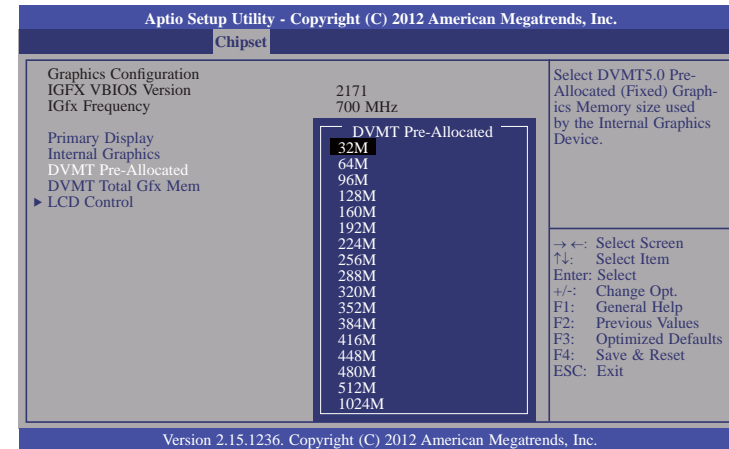 Aptio Setup Utility - Copyright (C) 2012 American Megatrends, Inc.
Chipset
Graphics Configuration
IGFX VBIOS Version 2171
IGfx Frequency 700 MHz
Primary Display
Internal Graphics
DVMT Pre-Allocated
DVMT Total Gfx Mem
▶ LCD Control
DVMT Pre-Allocated
32M
64M
96M
128M
160M
192M
224M
256M
288M
320M
352M
384M
416M
448M
480M
512M
1024M
Select DVMT5.0 Pre-
Allocated (Fixed) Graph-
ics Memory size used
by the Internal Graphics
Device.
→ ←: Select Screen
↑↓: Select Item
Enter: Select
+/-: Change Opt.
F1: General Help
F2: Previous Values
F3: Optimized Defaults
F4: Save & Reset
ESC: Exit
Version 2.15.1236. Copyright (C) 2012 American Megatrends, Inc.